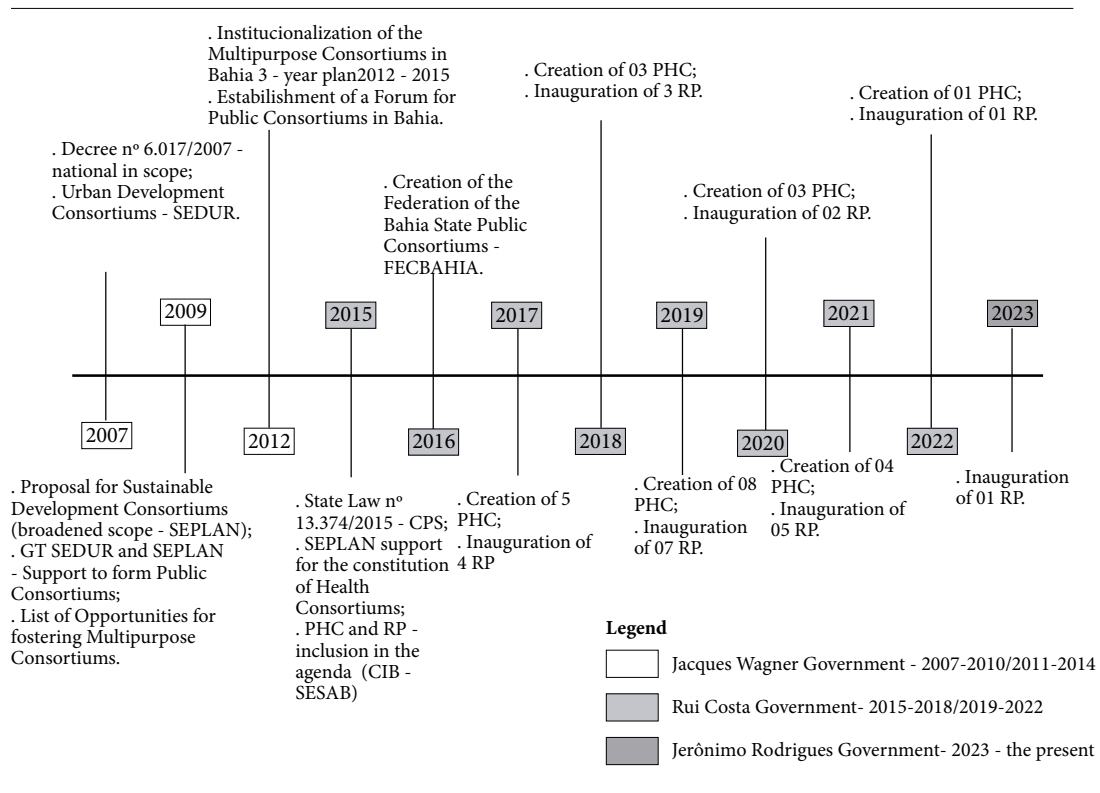 . Institucionalization of the
Multipurpose Consortiums in
Bahia 3 - year plan2012 - 2015
. Estabilishment of a Forum for
Public Consortiums in Bahia.
. Creation of 03 PHC;
. Inauguration of 3 RP.
. Creation of 01 PHC;
. Inauguration of 01 RP.
. Decree nº 6.017/2007 -
national in scope;
. Urban Development
Consortiums - SEDUR.
. Creation of the
Federation of the
Bahia State Public
Consortiums -
FECBAHIA.
. Creation of 03 PHC;
. Inauguration of 02 RP.
2009
2015
2017
2019
2021
2023
2007
2012
2016
2018
2020
2022
. Proposal for Sustainable
Development Consortiums
(broadened scope - SEPLAN);
. GT SEDUR and SEPLAN
- Support to form Public
Consortiums;
. List of Opportunities for
fostering Multipurpose
Consortiums.
. State Law nº
13.374/2015 - CPS;
. SEPLAN support
for the constitution
of Health
Consortiums;
. PHC and RP -
inclusion in the
agenda (CIB -
SESAB)
. Creation of 5
PHC;
. Inauguration of
4 RP
. Creation of 08
PHC;
. Inauguration
of 07 RP.
. Creation of 04
PHC;
. Inauguration of
05 RP.
. Inauguration
of 01 RP.
Legend
Jacques Wagner Government - 2007-2010/2011-2014
Rui Costa Government- 2015-2018/2019-2022
Jerônimo Rodrigues Government- 2023 - the present